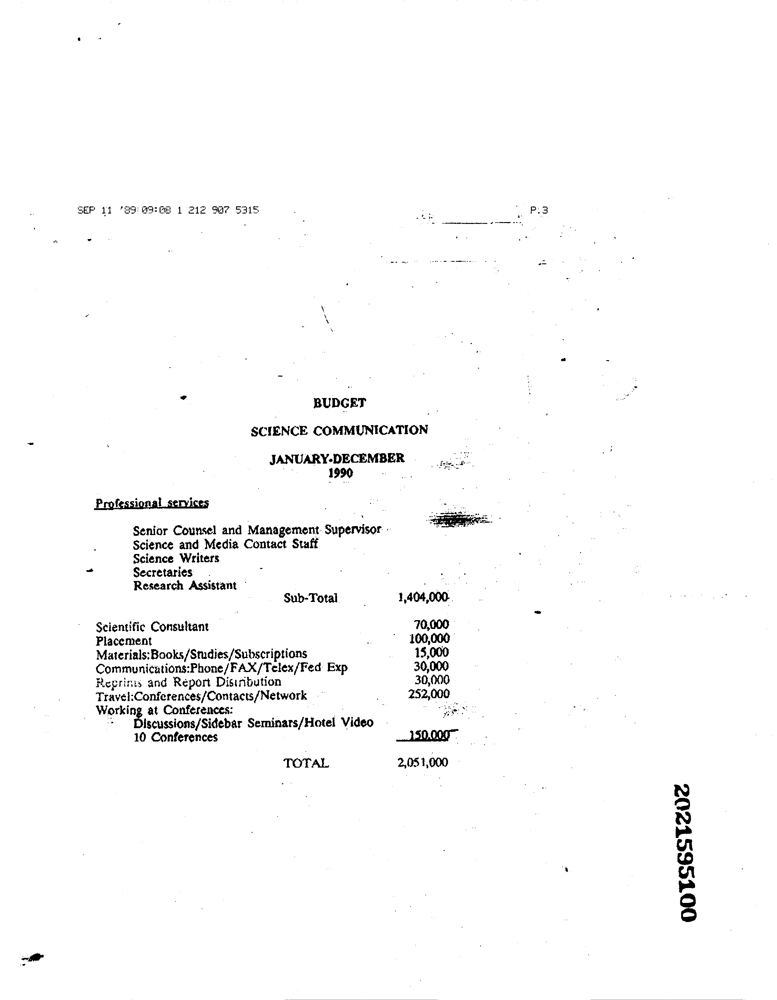 SEP 11 '89 09:08 1 212 907 5315 P.3
BUDGET
SCIENCE COMMUNICATION
JANUARY-DECEMBER
1990
Professional services
Senior Counsel and Management Supervisor
Science and Media Contact Staff
Science Writers
Secretaries
Research Assistant
Sub-Total 1,404,000
Scientific Consultant 70,000
Placement 100,000
Materials:Books/Studies/Subscriptions 15,000
Communications:Phone/FAX/Telex/Fed Exp 30,000
Reprints and Report Distribution 30,000
Travel:Conferences/Contacts/Network 252,000
Working at Conferences:
Discussions/Sidebar Seminars/Hotel Video
10 Conferences 150,000
TOTAL 2,051,000
2021595100